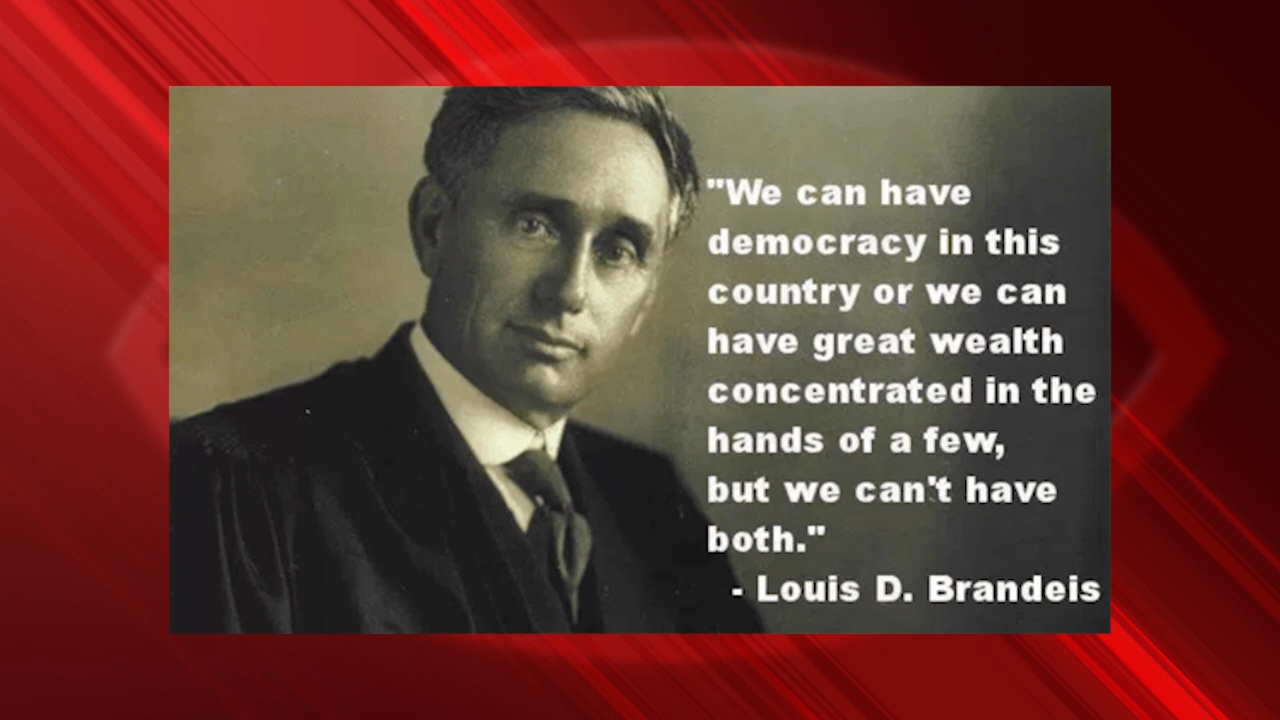 "We can have
democracy in this
country or we can
have great wealth
concentrated in the
hands of a few,
but we can't have
both."
- Louis D. Brandeis